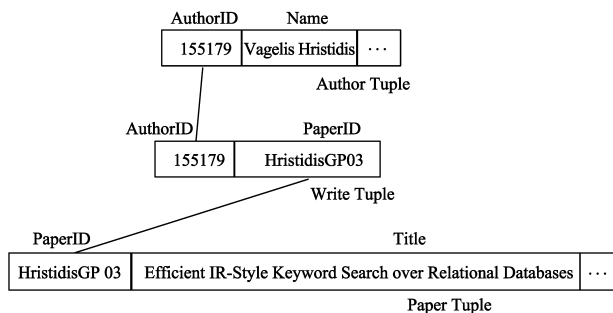 AuthorID Name
155179 Vagelis Hristidis ...
Author Tuple
AuthorID PaperID
155179 HristidisGP03
Write Tuple
PaperID Title
HristidisGP 03 Efficient IR-Style Keyword Search over Relational Databases ...
Paper Tuple